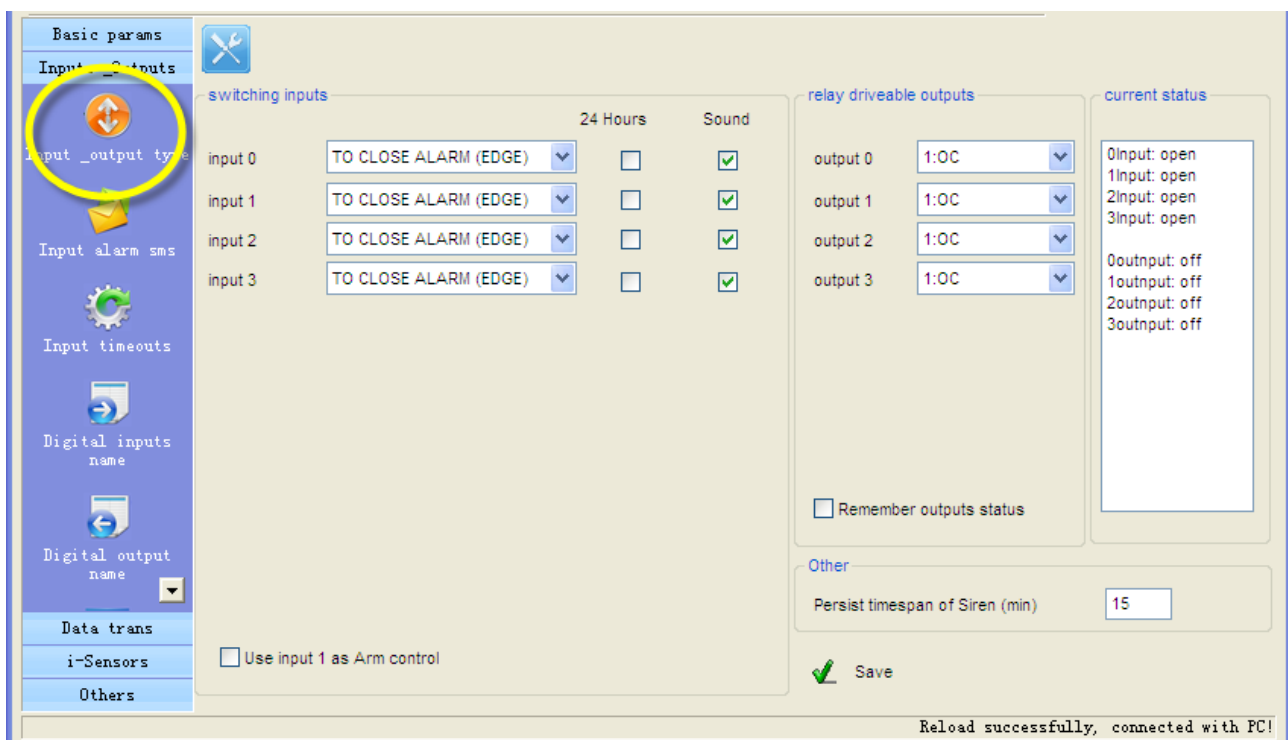 Basic params
Input _Outputs
Input _output type
Input alarm sms
Input timeouts
Digital inputs
name
Digital output
name
Data trans
i-Sensors
Others
switching inputs
24 Hours Sound
input 0 TO CLOSE ALARM (EDGE)
input 1 TO CLOSE ALARM (EDGE)
input 2 TO CLOSE ALARM (EDGE)
input 3 TO CLOSE ALARM (EDGE)
Use input 1 as Arm control
relay driveable outputs
output 0 1:OC
output 1 1:OC
output 2 1:OC
output 3 1:OC
Remember outputs status
current status
0Input: open
1Input: open
2Input: open
3Input: open
0outnput: off
1outnput: off
2outnput: off
3outnput: off
Other
Persist timespan of Siren (min) 15
Save
Reload successfully, connected with PC!